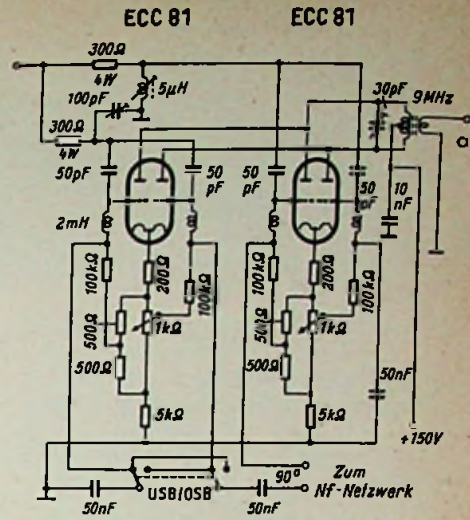 ECC 81 ECC 81
300Ω
4W
5µH
100pF
300Ω
4W
30pF 9MHz
50pF
50
pF
50
pF
50
pF
10
nF
2mH
100kΩ
200Ω
100kΩ
100kΩ
200Ω
100kΩ
500Ω
1kΩ
500Ω
1kΩ
500Ω
500Ω
50nF
5kΩ
5kΩ
+150V
USB/OSB
90°
Zum
Nf-Netzwerk
50nF
50nF